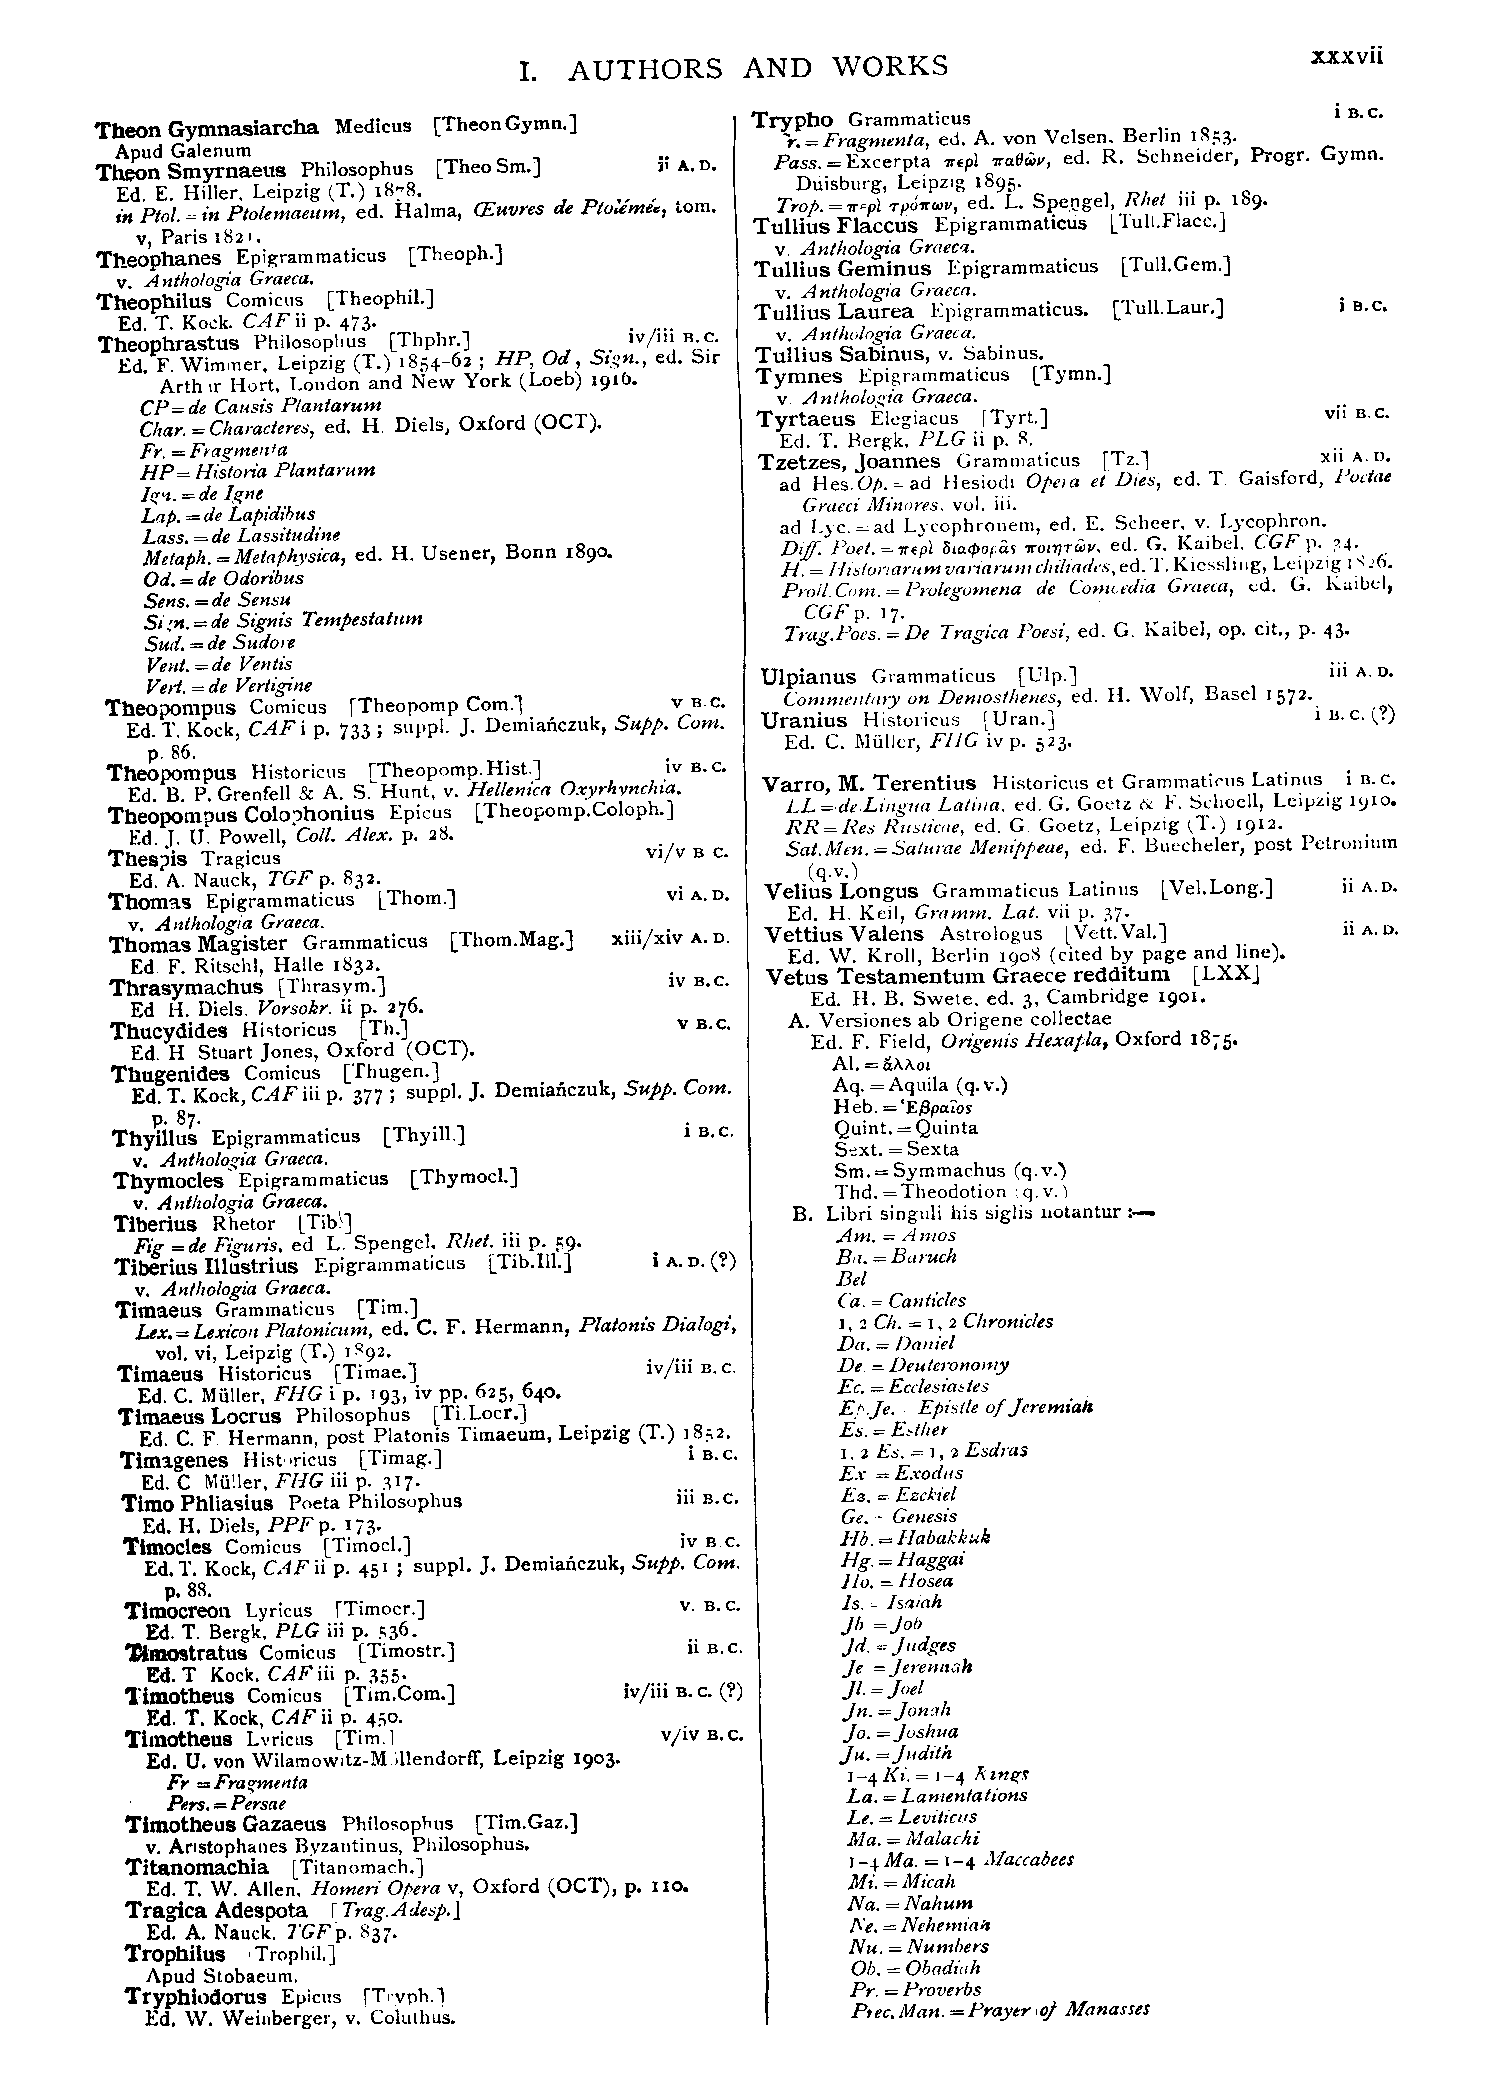 I. AUTHORS AND WORKS
xxxvii
Theon Gymnasiarcha Medicus [TheonGymn.]
Apud Galenum
Theon Smyrnaeus Philosophus [Theo Sm.] ii A.D.
Ed. E. Hiller, Leipzig (T.) 1878.
in Ptol. = in Ptolemaeum, ed. Halma, Œuvres de Ptolémée, tom.
v, Paris 1821.
Theophanes Epigrammaticus [Theoph.]
v. Anthologia Graeca.
Theophilus Comicus [Theophil.]
Ed. T. Kock. CAF ii p. 473.
Theophrastus Philosophus [Thphr.] iv/iii B.C.
Ed. F. Wimmer, Leipzig (T.) 1854-62; HP, Od, Sign., ed. Sir
Arthur Hort, London and New York (Loeb) 1916.
CP = de Causis Plantarum
Char. = Characteres, ed. H. Diels, Oxford (OCT).
Fr. = Fragmenta
HP = Historia Plantarum
Ign. = de Igne
Lap. = de Lapidibus
Lass. = de Lassitudine
Metaph. = Metaphysica, ed. H. Usener, Bonn 1890.
Od. = de Odoribus
Sens. = de Sensu
Sign. = de Signis Tempestatum
Sud. = de Sudore
Vent. = de Ventis
Vert. = de Vertigine
Theopompus Comicus [Theopomp Com.] v B.C.
Ed. T. Kock, CAF i p. 733; suppl. J. Demiańczuk, Supp. Com.
p. 86.
Theopompus Historicus [Theopomp.Hist.] iv B.C.
Ed. B. P. Grenfell & A. S. Hunt, v. Hellenica Oxyrhynchia.
Theopompus Colophonius Epicus [Theopomp.Coloph.]
Ed. J. U. Powell, Coll. Alex. p. 28.
Thespis Tragicus vi/v B C.
Ed. A. Nauck, TGF p. 832.
Thomas Epigrammaticus [Thom.] vi A.D.
v. Anthologia Graeca.
Thomas Magister Grammaticus [Thom.Mag.] xiii/xiv A.D.
Ed. F. Ritschl, Halle 1832.
Thrasymachus [Thrasym.] iv B.C.
Ed H. Diels. Vorsokr. ii p. 276.
Thucydides Historicus [Th.] v B.C.
Ed. H Stuart Jones, Oxford (OCT).
Thugenides Comicus [Thugen.]
Ed. T. Kock, CAF iii p. 377; suppl. J. Demiańczuk, Supp. Com.
p. 87.
Thyillus Epigrammaticus [Thyill.] i B.C.
v. Anthologia Graeca.
Thymocles Epigrammaticus [Thymocl.]
v. Anthologia Graeca.
Tiberius Rhetor [Tib.]
Fig = de Figuris, ed L. Spengel, Rhet. iii p. 59.
Tiberius Illustrius Epigrammaticus [Tib.Ill.] i A.D. (?)
v. Anthologia Graeca.
Timaeus Grammaticus [Tim.]
Lex. = Lexicon Platonicum, ed. C. F. Hermann, Platonis Dialogi,
vol. vi, Leipzig (T.) 1892.
Timaeus Historicus [Timae.] iv/iii B.C.
Ed. C. Müller, FHG i p. 193, iv pp. 625, 640.
Timaeus Locrus Philosophus [Ti.Locr.]
Ed. C. F. Hermann, post Platonis Timaeum, Leipzig (T.) 1852.
Timagenes Historicus [Timag.] i B.C.
Ed. C Müller, FHG iii p. 317.
Timo Phliasius Poeta Philosophus iii B.C.
Ed. H. Diels, PPF p. 173.
Timocles Comicus [Timocl.] iv B.C.
Ed. T. Kock, CAF ii p. 451; suppl. J. Demiańczuk, Supp. Com.
p. 88.
Timocreon Lyricus [Timocr.] v. B.C.
Ed. T. Bergk, PLG iii p. 536.
Timostratus Comicus [Timostr.] ii B.C.
Ed. T Kock. CAF iii p. 355.
Timotheus Comicus [Tim.Com.] iv/iii B.C. (?)
Ed. T. Kock, CAF ii p. 450.
Timotheus Lyricus [Tim.] v/iv B.C.
Ed. U. von Wilamowitz-Möllendorff, Leipzig 1903.
Fr = Fragmenta
Pers. = Persae
Timotheus Gazaeus Philosophus [Tim.Gaz.]
v. Aristophanes Byzantinus, Philosophus.
Titanomachia [Titanomach.]
Ed. T. W. Allen, Homeri Opera v, Oxford (OCT), p. 110.
Tragica Adespota [Trag.Adesp.]
Ed. A. Nauck, TGF p. 837.
Trophilus [Trophil.]
Apud Stobaeum.
Tryphiodorus Epicus [Tryph.]
Ed. W. Weinberger, v. Coluthus.
Trypho Grammaticus i B.C.
Fr. = Fragmenta, ed. A. von Velsen. Berlin 1853.
Pass. = Excerpta περὶ παθῶν, ed. R. Schneider, Progr. Gymn.
Duisburg, Leipzig 1895.
Trop. = περὶ τρόπων, ed. L. Spengel, Rhet iii p. 189.
Tullius Flaccus Epigrammaticus [Tull.Flacc.]
v. Anthologia Graeca.
Tullius Geminus Epigrammaticus [Tull.Gem.]
v. Anthologia Graeca.
Tullius Laurea Epigrammaticus. [Tull.Laur.] i B.C.
v. Anthologia Graeca.
Tullius Sabinus, v. Sabinus.
Tymnes Epigrammaticus [Tymn.]
v. Anthologia Graeca.
Tyrtaeus Elegiacus [Tyrt.] vii B.C.
Ed. T. Bergk, PLG ii p. 8.
Tzetzes, Joannes Grammaticus [Tz.] xii A.D.
ad Hes.Op. = ad Hesiodi Opera et Dies, ed. T. Gaisford, Poetae
Graeci Minores, vol. iii.
ad Lyc. = ad Lycophronem, ed. E. Scheer, v. Lycophron.
Diff. Poet. = περὶ διαφορᾶς ποιητῶν, ed. G. Kaibel, CGF p. 34.
H. = Historiarum variarum chiliades, ed. T. Kiessling, Leipzig 1826.
Proll.Com. = Prolegomena de Comoedia Graeca, ed. G. Kaibel,
CGF p. 17.
Trag.Poes. = De Tragica Poesi, ed. G. Kaibel, op. cit., p. 43.
Ulpianus Grammaticus [Ulp.] iii A.D.
Commentary on Demosthenes, ed. H. Wolf, Basel 1572.
Uranius Historicus [Uran.] i B.C. (?)
Ed. C. Müller, FHG iv p. 523.
Varro, M. Terentius Historicus et Grammaticus Latinus i B.C.
LL = de Lingua Latina, ed. G. Goetz & F. Schoell, Leipzig 1910.
RR = Res Rusticae, ed. G. Goetz, Leipzig (T.) 1912.
Sat.Men. = Saturae Menippeae, ed. F. Buecheler, post Petronium
(q.v.)
Velius Longus Grammaticus Latinus [Vel.Long.] ii A.D.
Ed. H. Keil, Gramm. Lat. vii p. 37.
Vettius Valens Astrologus [Vett.Val.] ii A.D.
Ed. W. Kroll, Berlin 1908 (cited by page and line).
Vetus Testamentum Graece redditum [LXX]
Ed. H. B. Swete, ed. 3, Cambridge 1901.
A. Versiones ab Origene collectae
Ed. F. Field, Origenis Hexapla, Oxford 1875.
Al. = ἄλλοι
Aq. = Aquila (q.v.)
Heb. = Ἑβραῖος
Quint. = Quinta
Sext. = Sexta
Sm. = Symmachus (q.v.)
Thd. = Theodotion (q.v.)
B. Libri singuli his siglis notantur :—
Am. = Amos
Ba. = Baruch
Bel
Ca. = Canticles
1, 2 Ch. = 1, 2 Chronicles
Da. = Daniel
De. = Deuteronomy
Ec. = Ecclesiastes
Ep.Je. = Epistle of Jeremiah
Es. = Esther
1, 2 Es. = 1, 2 Esdras
Ex = Exodus
Ez. = Ezekiel
Ge. = Genesis
Hb. = Habakkuk
Hg. = Haggai
Ho. = Hosea
Is. = Isaiah
Jb = Job
Jd. = Judges
Je = Jeremiah
Jl. = Joel
Jn. = Jonah
Jo. = Joshua
Ju. = Judith
1-4 Ki. = 1-4 Kings
La. = Lamentations
Le. = Leviticus
Ma. = Malachi
1-4 Ma. = 1-4 Maccabees
Mi. = Micah
Na. = Nahum
Ne. = Nehemiah
Nu. = Numbers
Ob. = Obadiah
Pr. = Proverbs
Prec.Man. = Prayer of Manasses